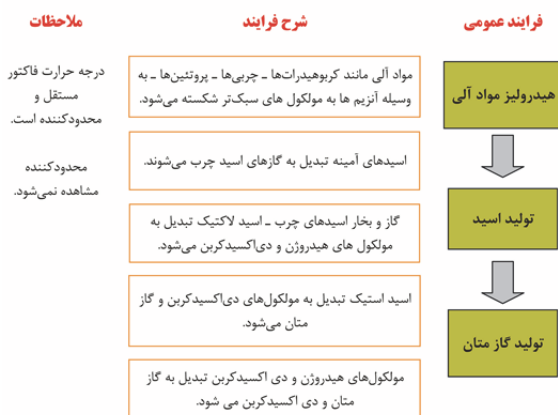 فرایند عمومی
شرح فرایند
ملاحظات
هیدرولیز مواد آلی
مواد آلی مانند کربوهیدرات‌ها ـ چربی‌ها ـ پروتئین‌ها ـ به
وسیله آنزیم ها به مولکول های سبک‌تر شکسته می‌شود.
درجه حرارت فاکتور
مستقل و
محدودکننده است.
اسیدهای آمینه تبدیل به گازهای اسید چرب می‌شوند.
محدودکننده
مشاهده نمی‌شود.
تولید اسید
گاز و بخار اسیدهای چرب ـ اسید لاکتیک تبدیل به
مولکول های هیدروژن و دی‌اکسیدکربن می‌شود.
اسید استیک تبدیل به مولکول‌های دی‌اکسیدکربن و گاز
متان می‌شود.
تولید گاز متان
مولکول‌های هیدروژن و دی اکسیدکربن تبدیل به گاز
متان و دی اکسیدکربن می شود.